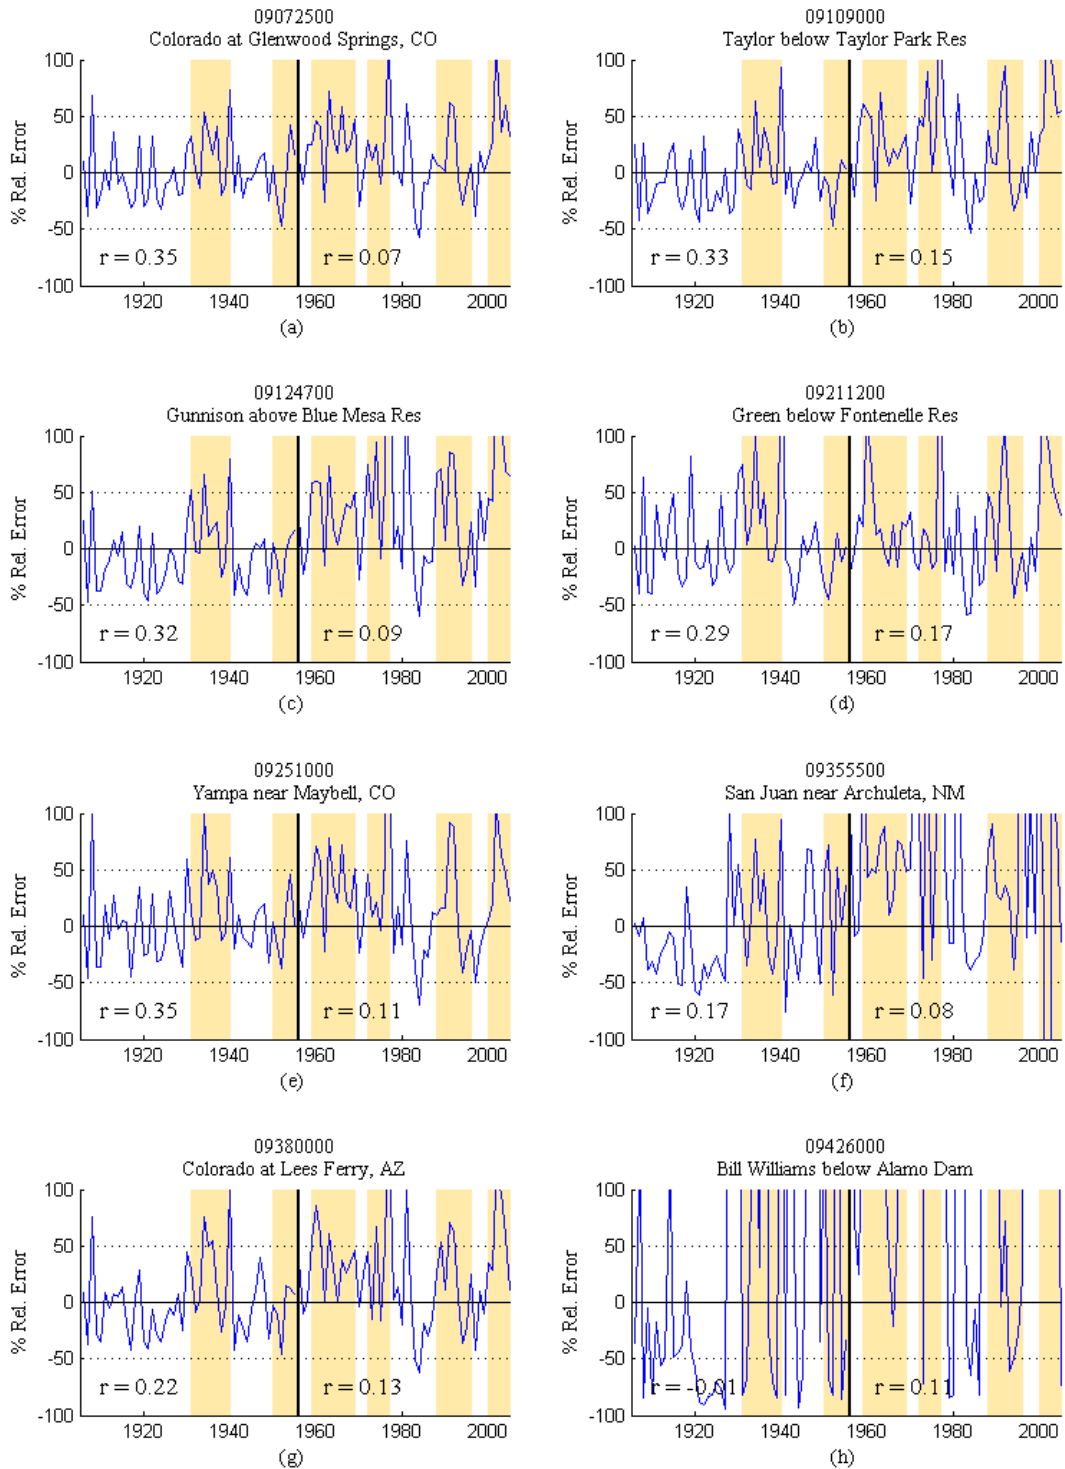 09072500
Colorado at Glenwood Springs, CO
100
50
0
-50
-100
% Rel. Error
r = 0.35
r = 0.07
1920
1940
1960
1980
2000
(a)
09109000
Taylor below Taylor Park Res
100
50
0
-50
-100
% Rel. Error
r = 0.33
r = 0.15
1920
1940
1960
1980
2000
(b)
09124700
Gunnison above Blue Mesa Res
100
50
0
-50
-100
% Rel. Error
r = 0.32
r = 0.09
1920
1940
1960
1980
2000
(c)
09211200
Green below Fontenelle Res
100
50
0
-50
-100
% Rel. Error
r = 0.29
r = 0.17
1920
1940
1960
1980
2000
(d)
09251000
Yampa near Maybell, CO
100
50
0
-50
-100
% Rel. Error
r = 0.35
r = 0.11
1920
1940
1960
1980
2000
(e)
09355500
San Juan near Archuleta, NM
100
50
0
-50
-100
% Rel. Error
r = 0.17
r = 0.08
1920
1940
1960
1980
2000
(f)
09380000
Colorado at Lees Ferry, AZ
100
50
0
-50
-100
% Rel. Error
r = 0.22
r = 0.13
1920
1940
1960
1980
2000
(g)
09426000
Bill Williams below Alamo Dam
100
50
0
-50
-100
% Rel. Error
r = -0.01
r = 0.11
1920
1940
1960
1980
2000
(h)